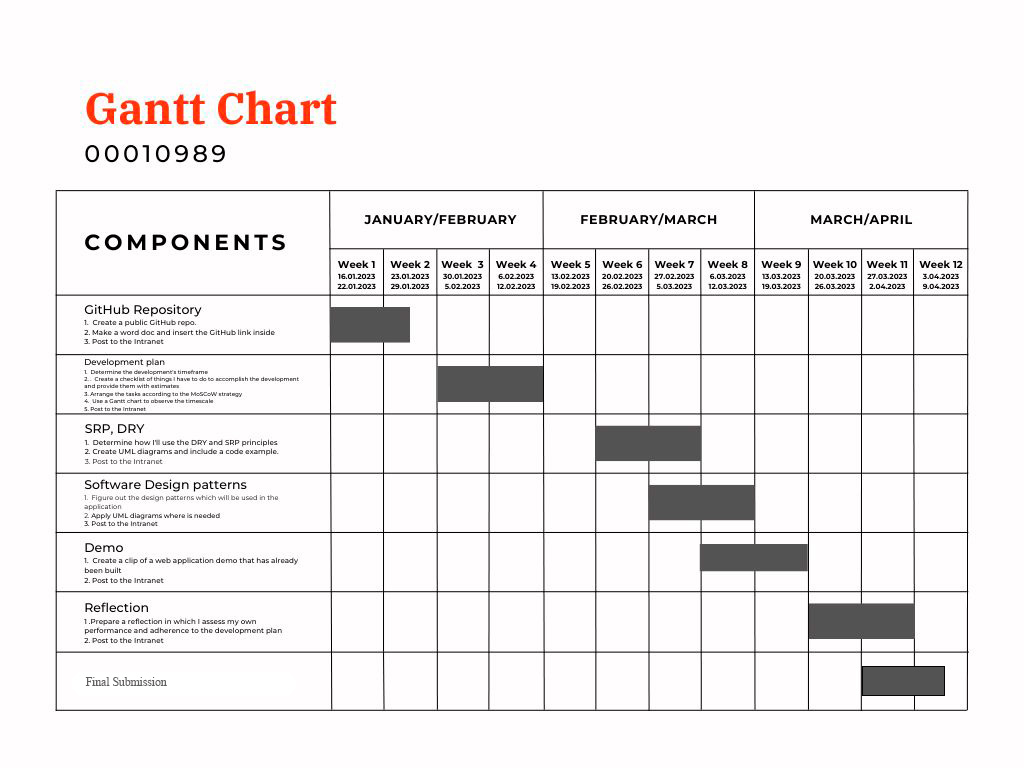 Gantt Chart
00010989
COMPONENTS
JANUARY/FEBRUARY
FEBRUARY/MARCH
MARCH/APRIL
Week 1
16.01.2023
22.01.2023
Week 2
23.01.2023
29.01.2023
Week 3
30.01.2023
5.02.2023
Week 4
6.02.2023
12.02.2023
Week 5
13.02.2023
19.02.2023
Week 6
20.02.2023
26.02.2023
Week 7
27.02.2023
5.03.2023
Week 8
6.03.2023
12.03.2023
Week 9
13.03.2023
19.03.2023
Week 10
20.03.2023
26.03.2023
Week 11
27.03.2023
2.04.2023
Week 12
3.04.2023
9.04.2023
GitHub Repository
1. Create a public GitHub repo.
2. Make a word doc and insert the GitHub link inside
3. Post to the Intranet
Development plan
1. Determine the development's timeframe
2. . Create a checklist of things I have to do to accomplish the development
and provide them with estimates
3. Arrange the tasks according to the MoSCoW strategy
4. Use a Gantt chart to observe the timescale
5. Post to the Intranet
SRP, DRY
1. Determine how I'll use the DRY and SRP principles
2. Create UML diagrams and include a code example.
3. Post to the Intranet
Software Design patterns
1. Figure out the design patterns which will be used in the
application
2. Apply UML diagrams where is needed
3. Post to the Intranet
Demo
1. Create a clip of a web application demo that has already
been built
2. Post to the Intranet
Reflection
1 .Prepare a reflection in which I assess my own
performance and adherence to the development plan
2. Post to the Intranet
Final Submission